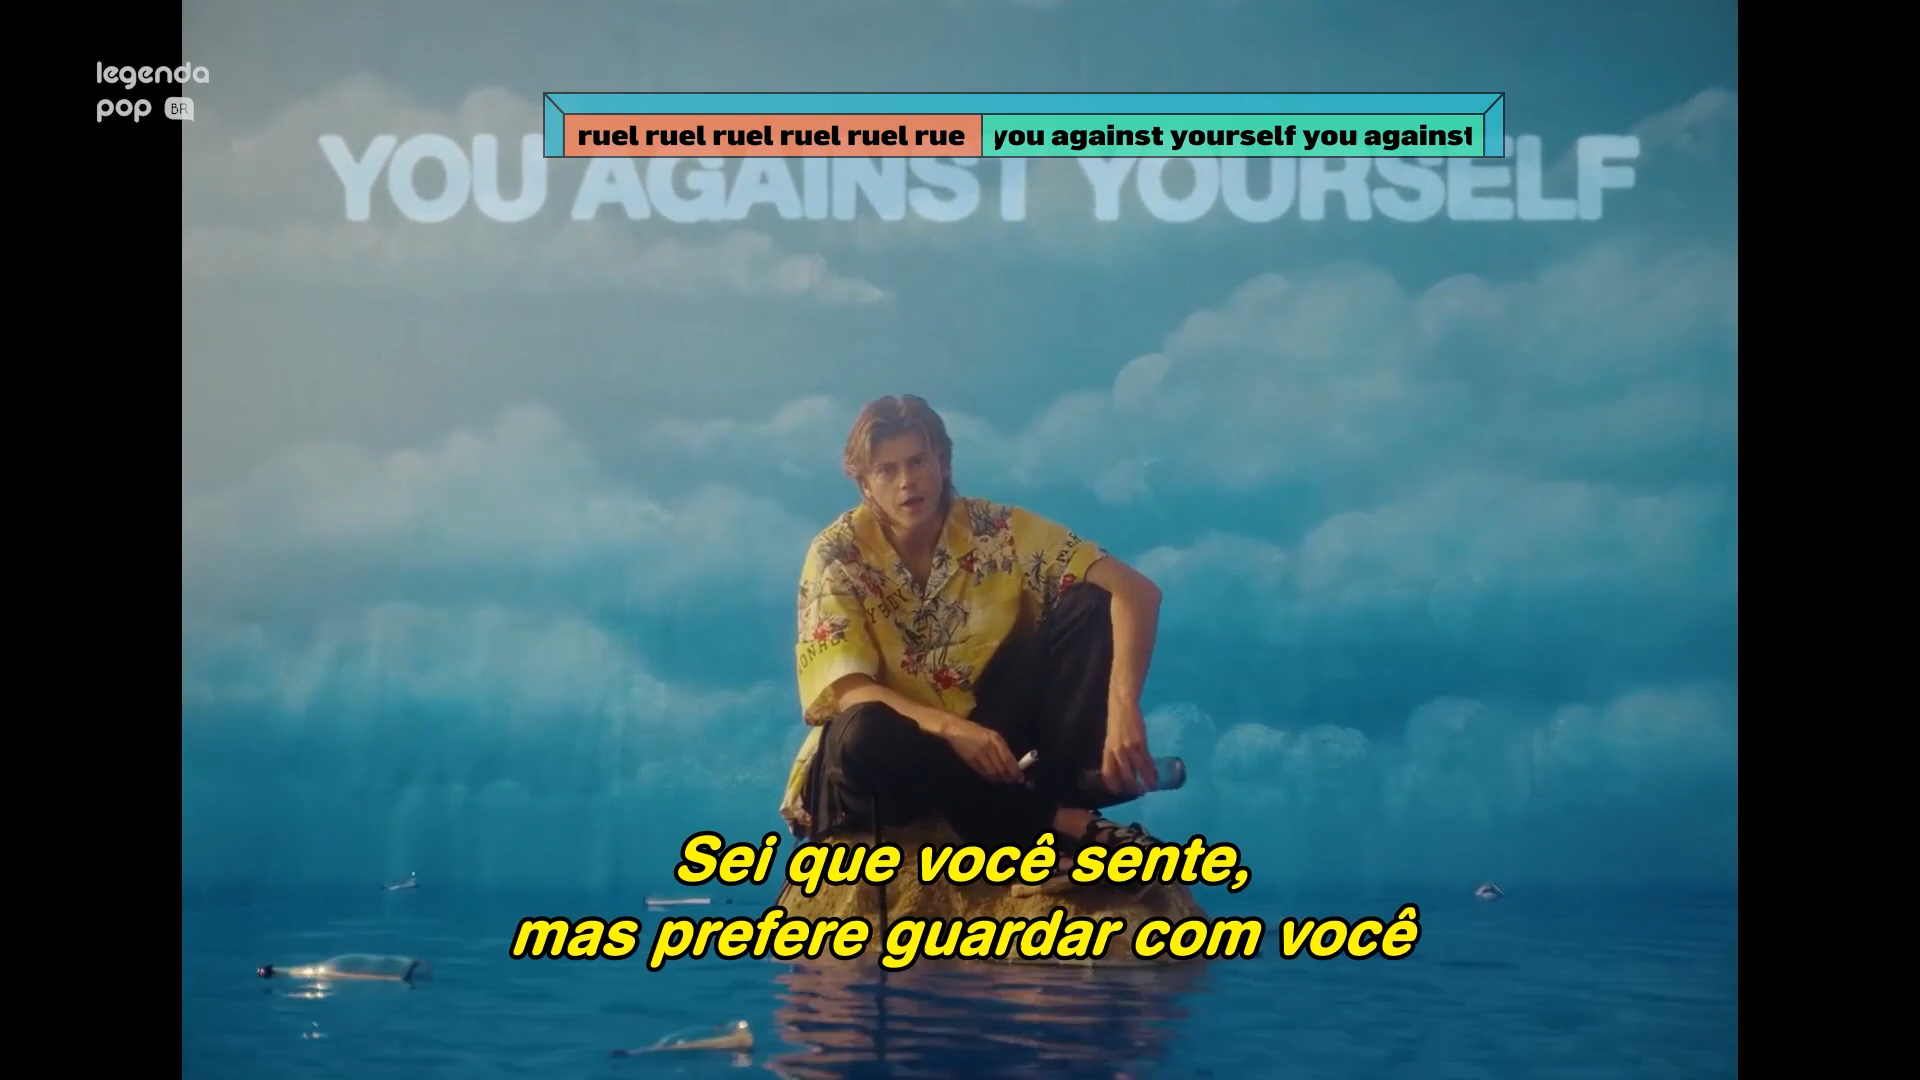 legenda
pop BR
ruel ruel ruel ruel ruel rue
you against yourself you against
YOU AGAINST YOURSELF
Y BODY
Sei que você sente,
mas prefere guardar com você